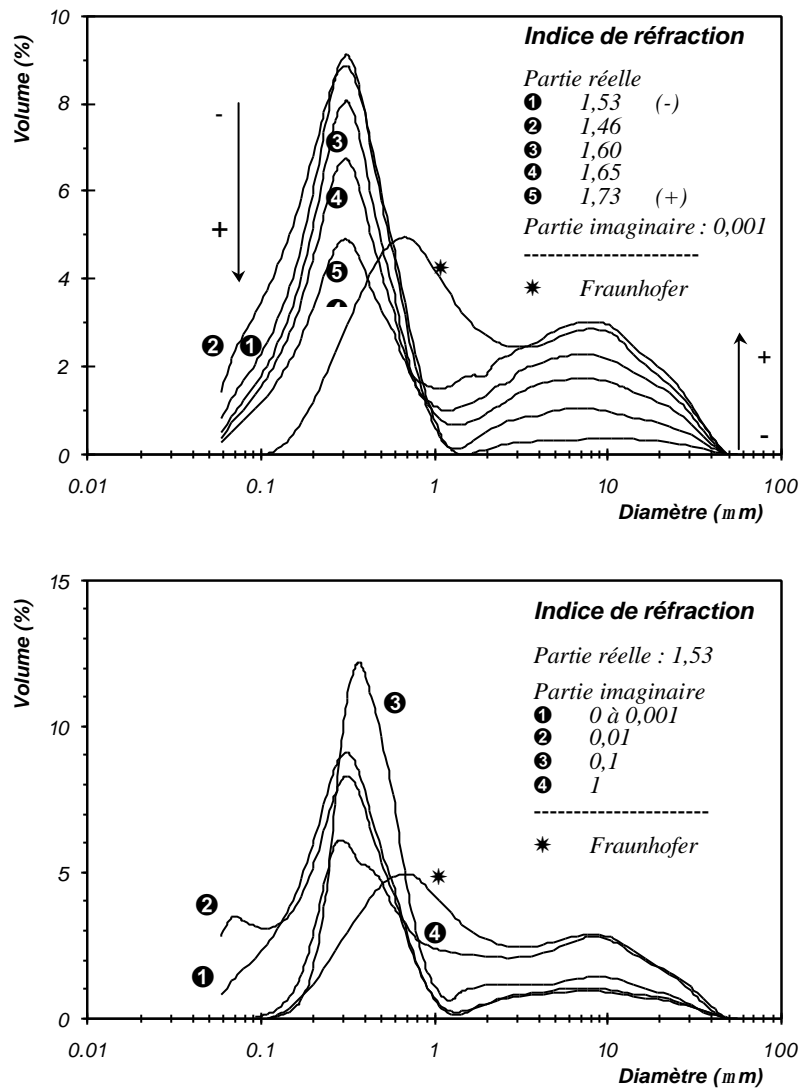 10
8
6
4
2
0
Volume (%)
-
+
❷ ❶
❸
❹
❺
Indice de réfraction
Partie réelle
❶ 1,53 (-)
❷ 1,46
❸ 1,60
❹ 1,65
❺ 1,73 (+)
Partie imaginaire : 0,001
-------------------
✷ Fraunhofer
✷
+
-
0.01 0.1 1 10 100
Diamètre (mm)
15
10
5
0
Volume (%)
❷
❶
❸
❹
✷
Indice de réfraction
Partie réelle : 1,53
Partie imaginaire
❶ 0 à 0,001
❷ 0,01
❸ 0,1
❹ 1
-------------------
✷ Fraunhofer
0.01 0.1 1 10 100
Diamètre (mm)